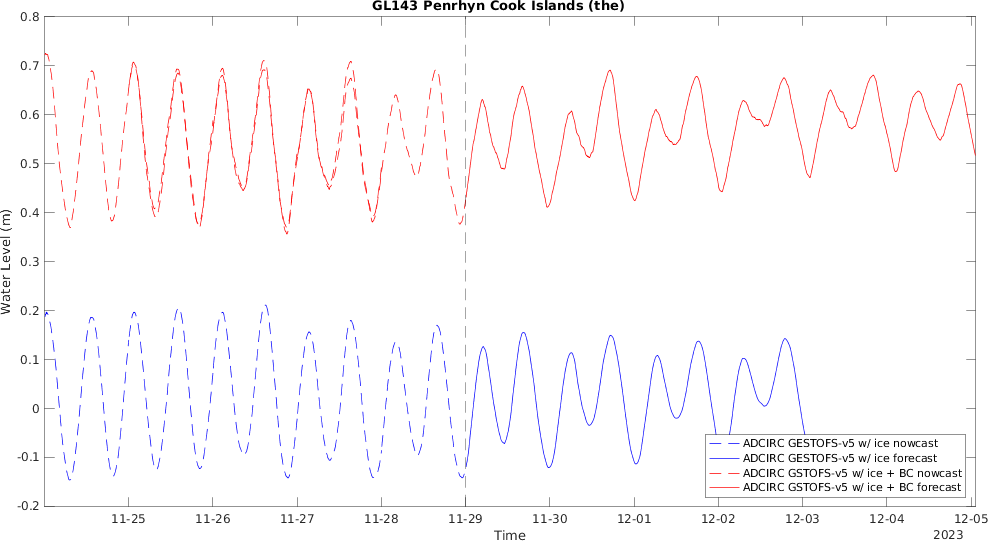 GL143 Penrhyn Cook Islands (the)
Water Level (m)
0.8
0.7
0.6
0.5
0.4
0.3
0.2
0.1
0
-0.1
-0.2
ADCIRC GESTOFS-v5 w/ ice nowcast
ADCIRC GESTOFS-v5 w/ ice forecast
ADCIRC GSTOFS-v5 w/ ice + BC nowcast
ADCIRC GSTOFS-v5 w/ ice + BC forecast
11-25 11-26 11-27 11-28 11-29 11-30 12-01 12-02 12-03 12-04 12-05
Time
2023